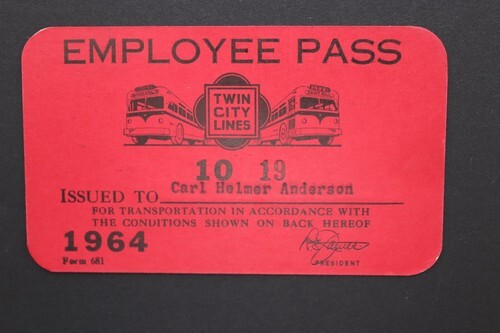 EMPLOYEE PASS
TWIN
CITY
LINES
10 19
ISSUED TO Carl Helmer Anderson
FOR TRANSPORTATION IN ACCORDANCE WITH
THE CONDITIONS SHOWN ON BACK HEREOF
1964
Form 681
PRESIDENT